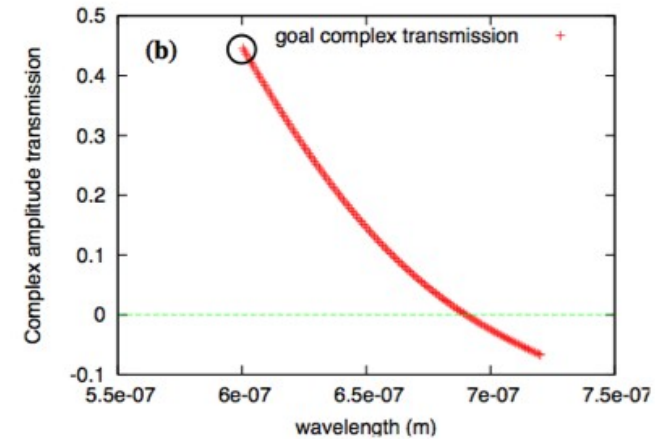 0.5
goal complex transmission
(b)
0.4
0.3
0.2
0.1
0
-0.1
5.5e-07 6e-07 6.5e-07 7e-07 7.5e-07
wavelength (m)
Complex amplitude transmission